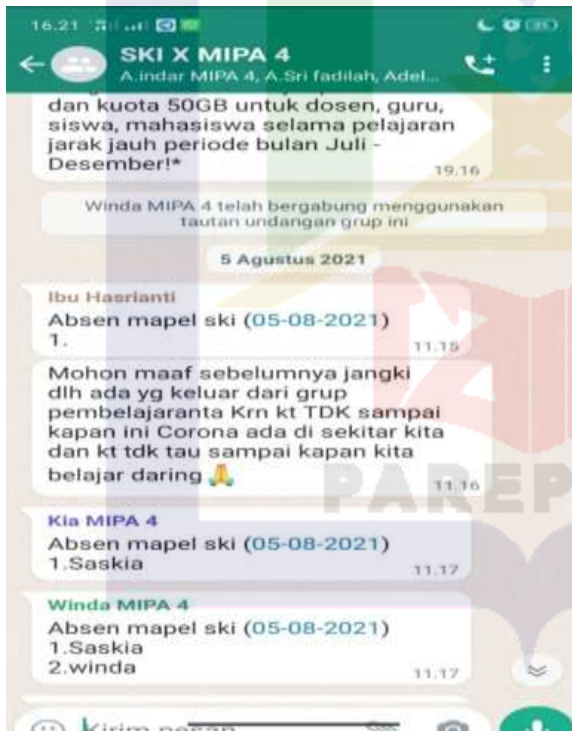 16.21
SKI X MIPA 4
A.indar MIPA 4, A.Sri fadilah, Adel...
dan kuota 50GB untuk dosen, guru,
siswa, mahasiswa selama pelajaran
jarak jauh periode bulan Juli -
Desember!*
19.16
Winda MIPA 4 telah bergabung menggunakan
tautan undangan grup ini
5 Agustus 2021
Ibu Hasrianti
Absen mapel ski (05-08-2021)
1.
11.15
Mohon maaf sebelumnya jangki
dlh ada yg keluar dari grup
pembelajaranta Krn kt TDK sampai
kapan ini Corona ada di sekitar kita
dan kt tdk tau sampai kapan kita
belajar daring 🙏
11.16
PAREP
Kia MIPA 4
Absen mapel ski (05-08-2021)
1.Saskia
11.17
Winda MIPA 4
Absen mapel ski (05-08-2021)
1.Saskia
2.winda
11.17
Kirim pesan